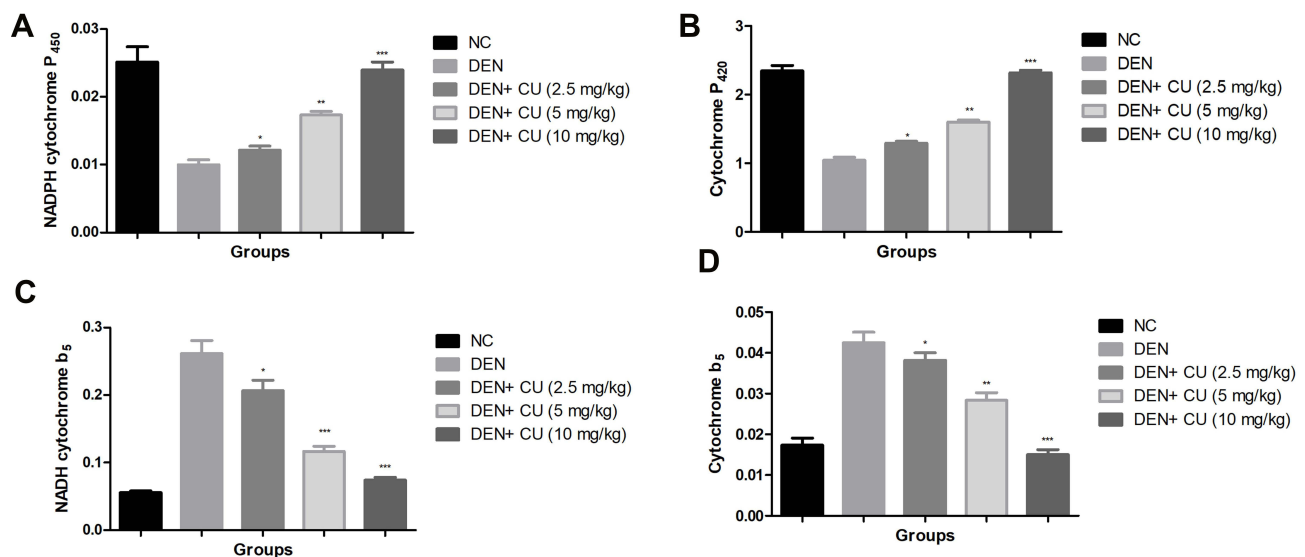 A
NADPH cytochrome P450
0.03
0.02
0.01
0.00
*
**
***
Groups
NC
DEN
DEN+ CU (2.5 mg/kg)
DEN+ CU (5 mg/kg)
DEN+ CU (10 mg/kg)
B
Cytochrome P420
3
2
1
0
*
**
***
Groups
NC
DEN
DEN+ CU (2.5 mg/kg)
DEN+ CU (5 mg/kg)
DEN+ CU (10 mg/kg)
C
NADH cytochrome b5
0.3
0.2
0.1
0.0
*
***
***
Groups
NC
DEN
DEN+ CU (2.5 mg/kg)
DEN+ CU (5 mg/kg)
DEN+ CU (10 mg/kg)
D
Cytochrome b5
0.05
0.04
0.03
0.02
0.01
0.00
*
**
***
Groups
NC
DEN
DEN+ CU (2.5 mg/kg)
DEN+ CU (5 mg/kg)
DEN+ CU (10 mg/kg)